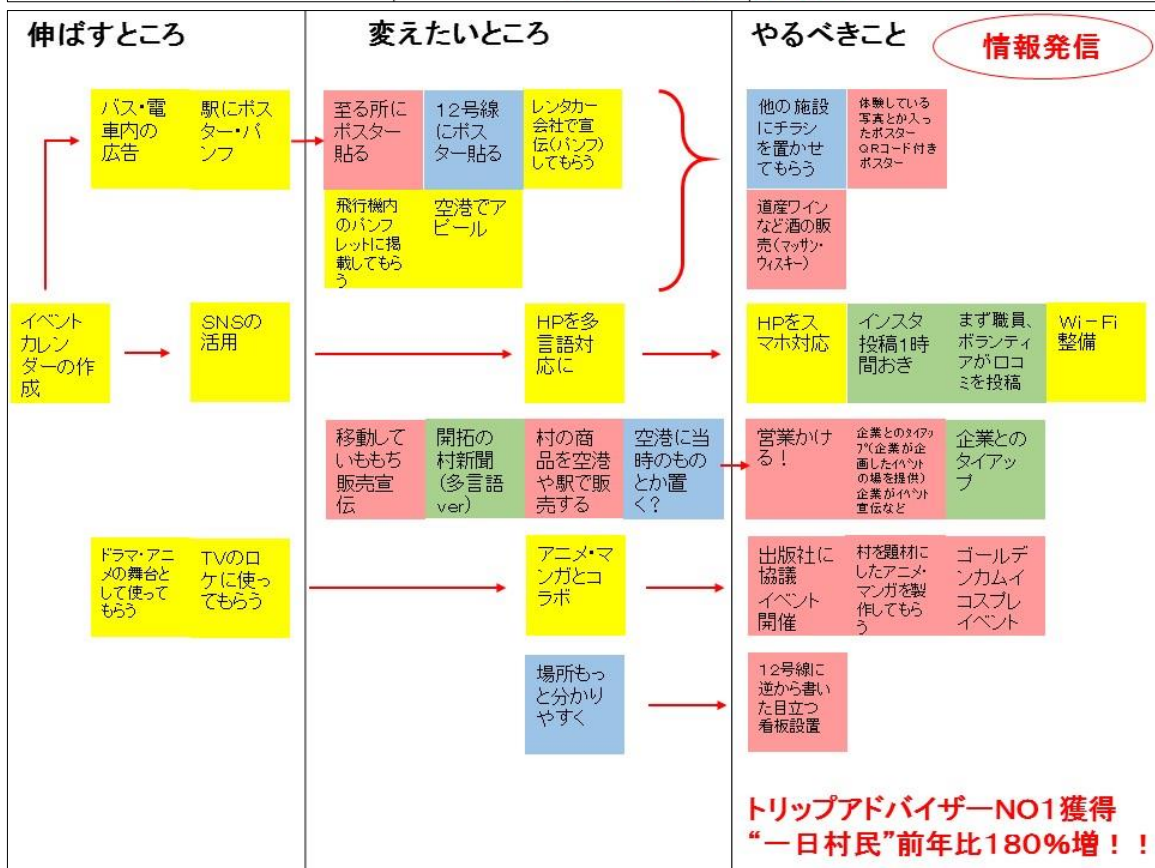 伸ばすところ
変えたいところ
やるべきこと
情報発信
バス・電
車内の
広告
駅にポス
ター・パ
ンフ
至る所に
ポスター
貼る
12号線
にポス
ター貼る
レンタカー
会社で宣
伝(パンフ)
してもらう
他の施設
にチラシ
を置かせ
てもらう
体験している
写真とか入っ
たポスター
QRコード付き
ポスター
飛行機内
のパンフ
レットに掲
載してもら
う
空港でア
ピール
道産ワイン
など酒の販
売(マッサン・
ウィスキー)
イベント
カレン
ダーの作
成
SNSの
活用
HPを多
言語対
応に
HPをス
マホ対応
インスタ
投稿1時
間おき
まず職員、
ボランティ
アが口コ
ミを投稿
Wi-Fi
整備
移動して
いももち
販売宣
伝
開拓の
村新聞
(多言語
ver)
村の商
品を空港
や駅で販
売する
空港に当
時のもの
とか置
く?
営業かけ
る!
企業とのタイアッ
プ(企業が企
画したイベント
の場を提供)
企業がイベント
宣伝など
企業との
タイアッ
プ
ドラマ・アニ
メの舞台と
して使って
もらう
TVのロ
ケに使っ
てもらう
アニメ・マ
ンガとコ
ラボ
出版社に
協議
イベント
開催
村を題材に
したアニメ・
マンガを製
作してもら
う
ゴールデ
ンカムイ
コスプレ
イベント
場所もっ
と分かり
やすく
12号線に
逆から書い
た目立つ
看板設置
トリップアドバイザーNO1獲得
“一日村民”前年比180%増!!